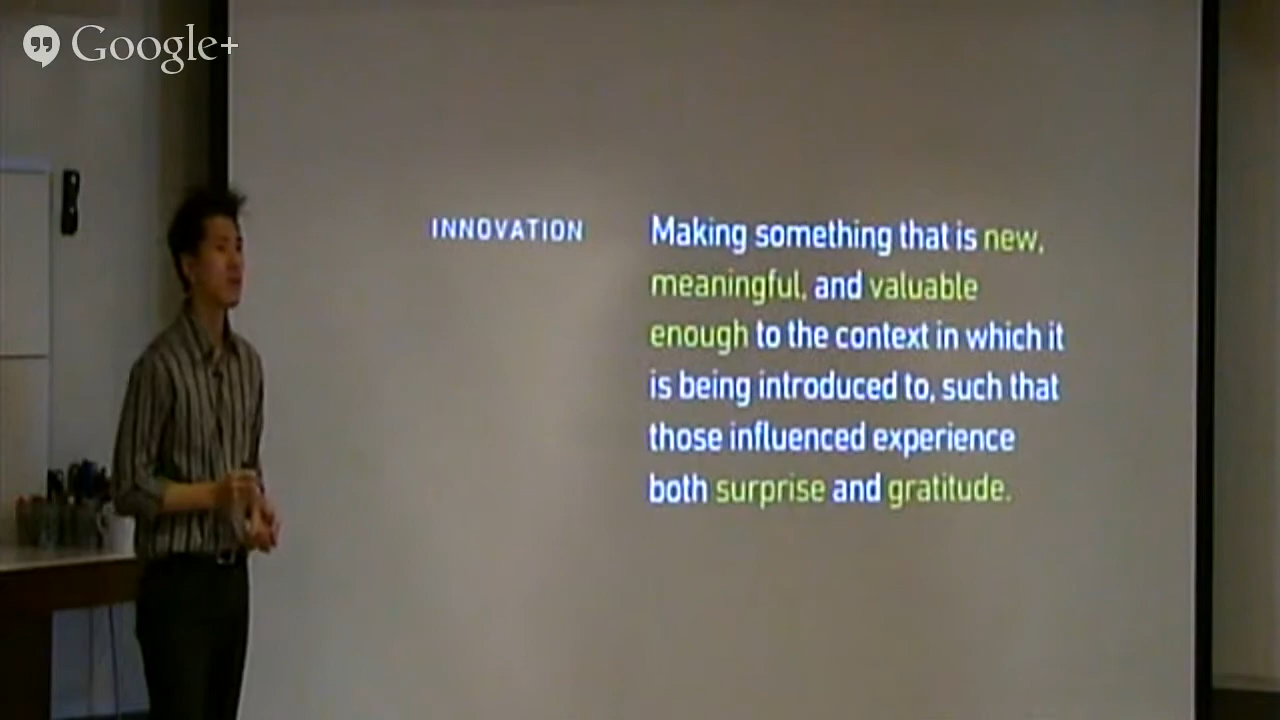 Google+
INNOVATION
Making something that is new,
meaningful, and valuable
enough to the context in which it
is being introduced to, such that
those influenced experience
both surprise and gratitude.